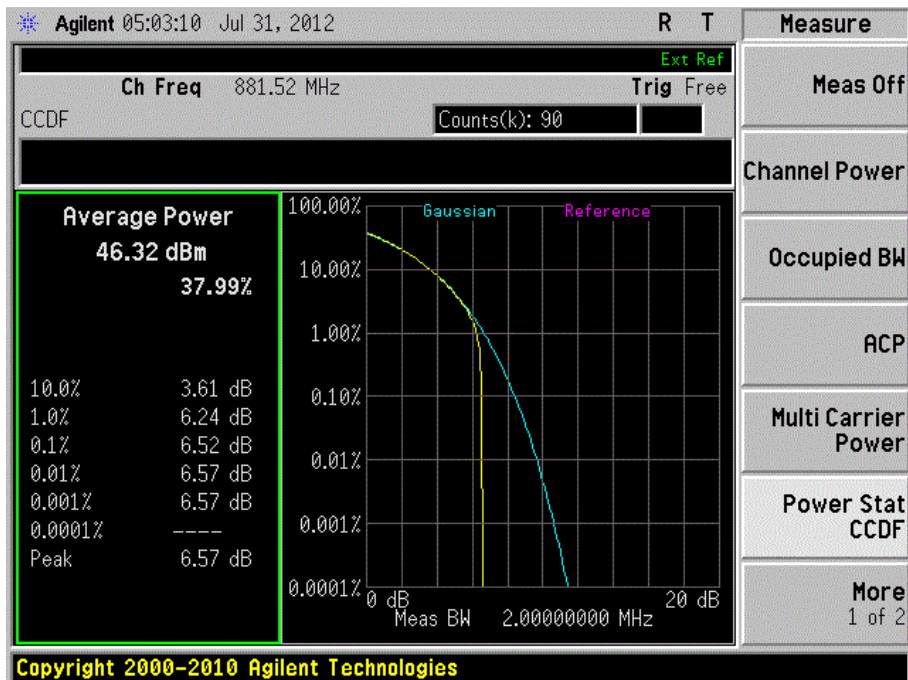 Agilent 05:03:10 Jul 31, 2012 R T
Measure
Ext Ref
Ch Freq 881.52 MHz Trig Free
CCDF Counts(k): 90
Average Power
46.32 dBm
37.99%
10.0% 3.61 dB
1.0% 6.24 dB
0.1% 6.52 dB
0.01% 6.57 dB
0.001% 6.57 dB
0.0001% ----
Peak 6.57 dB
Gaussian Reference
100.00%
10.00%
1.00%
0.10%
0.01%
0.001%
0.0001%
0 dB 20 dB
Meas BW 2.00000000 MHz
Meas Off
Channel Power
Occupied BW
ACP
Multi Carrier
Power
Power Stat
CCDF
More
1 of 2
Copyright 2000-2010 Agilent Technologies